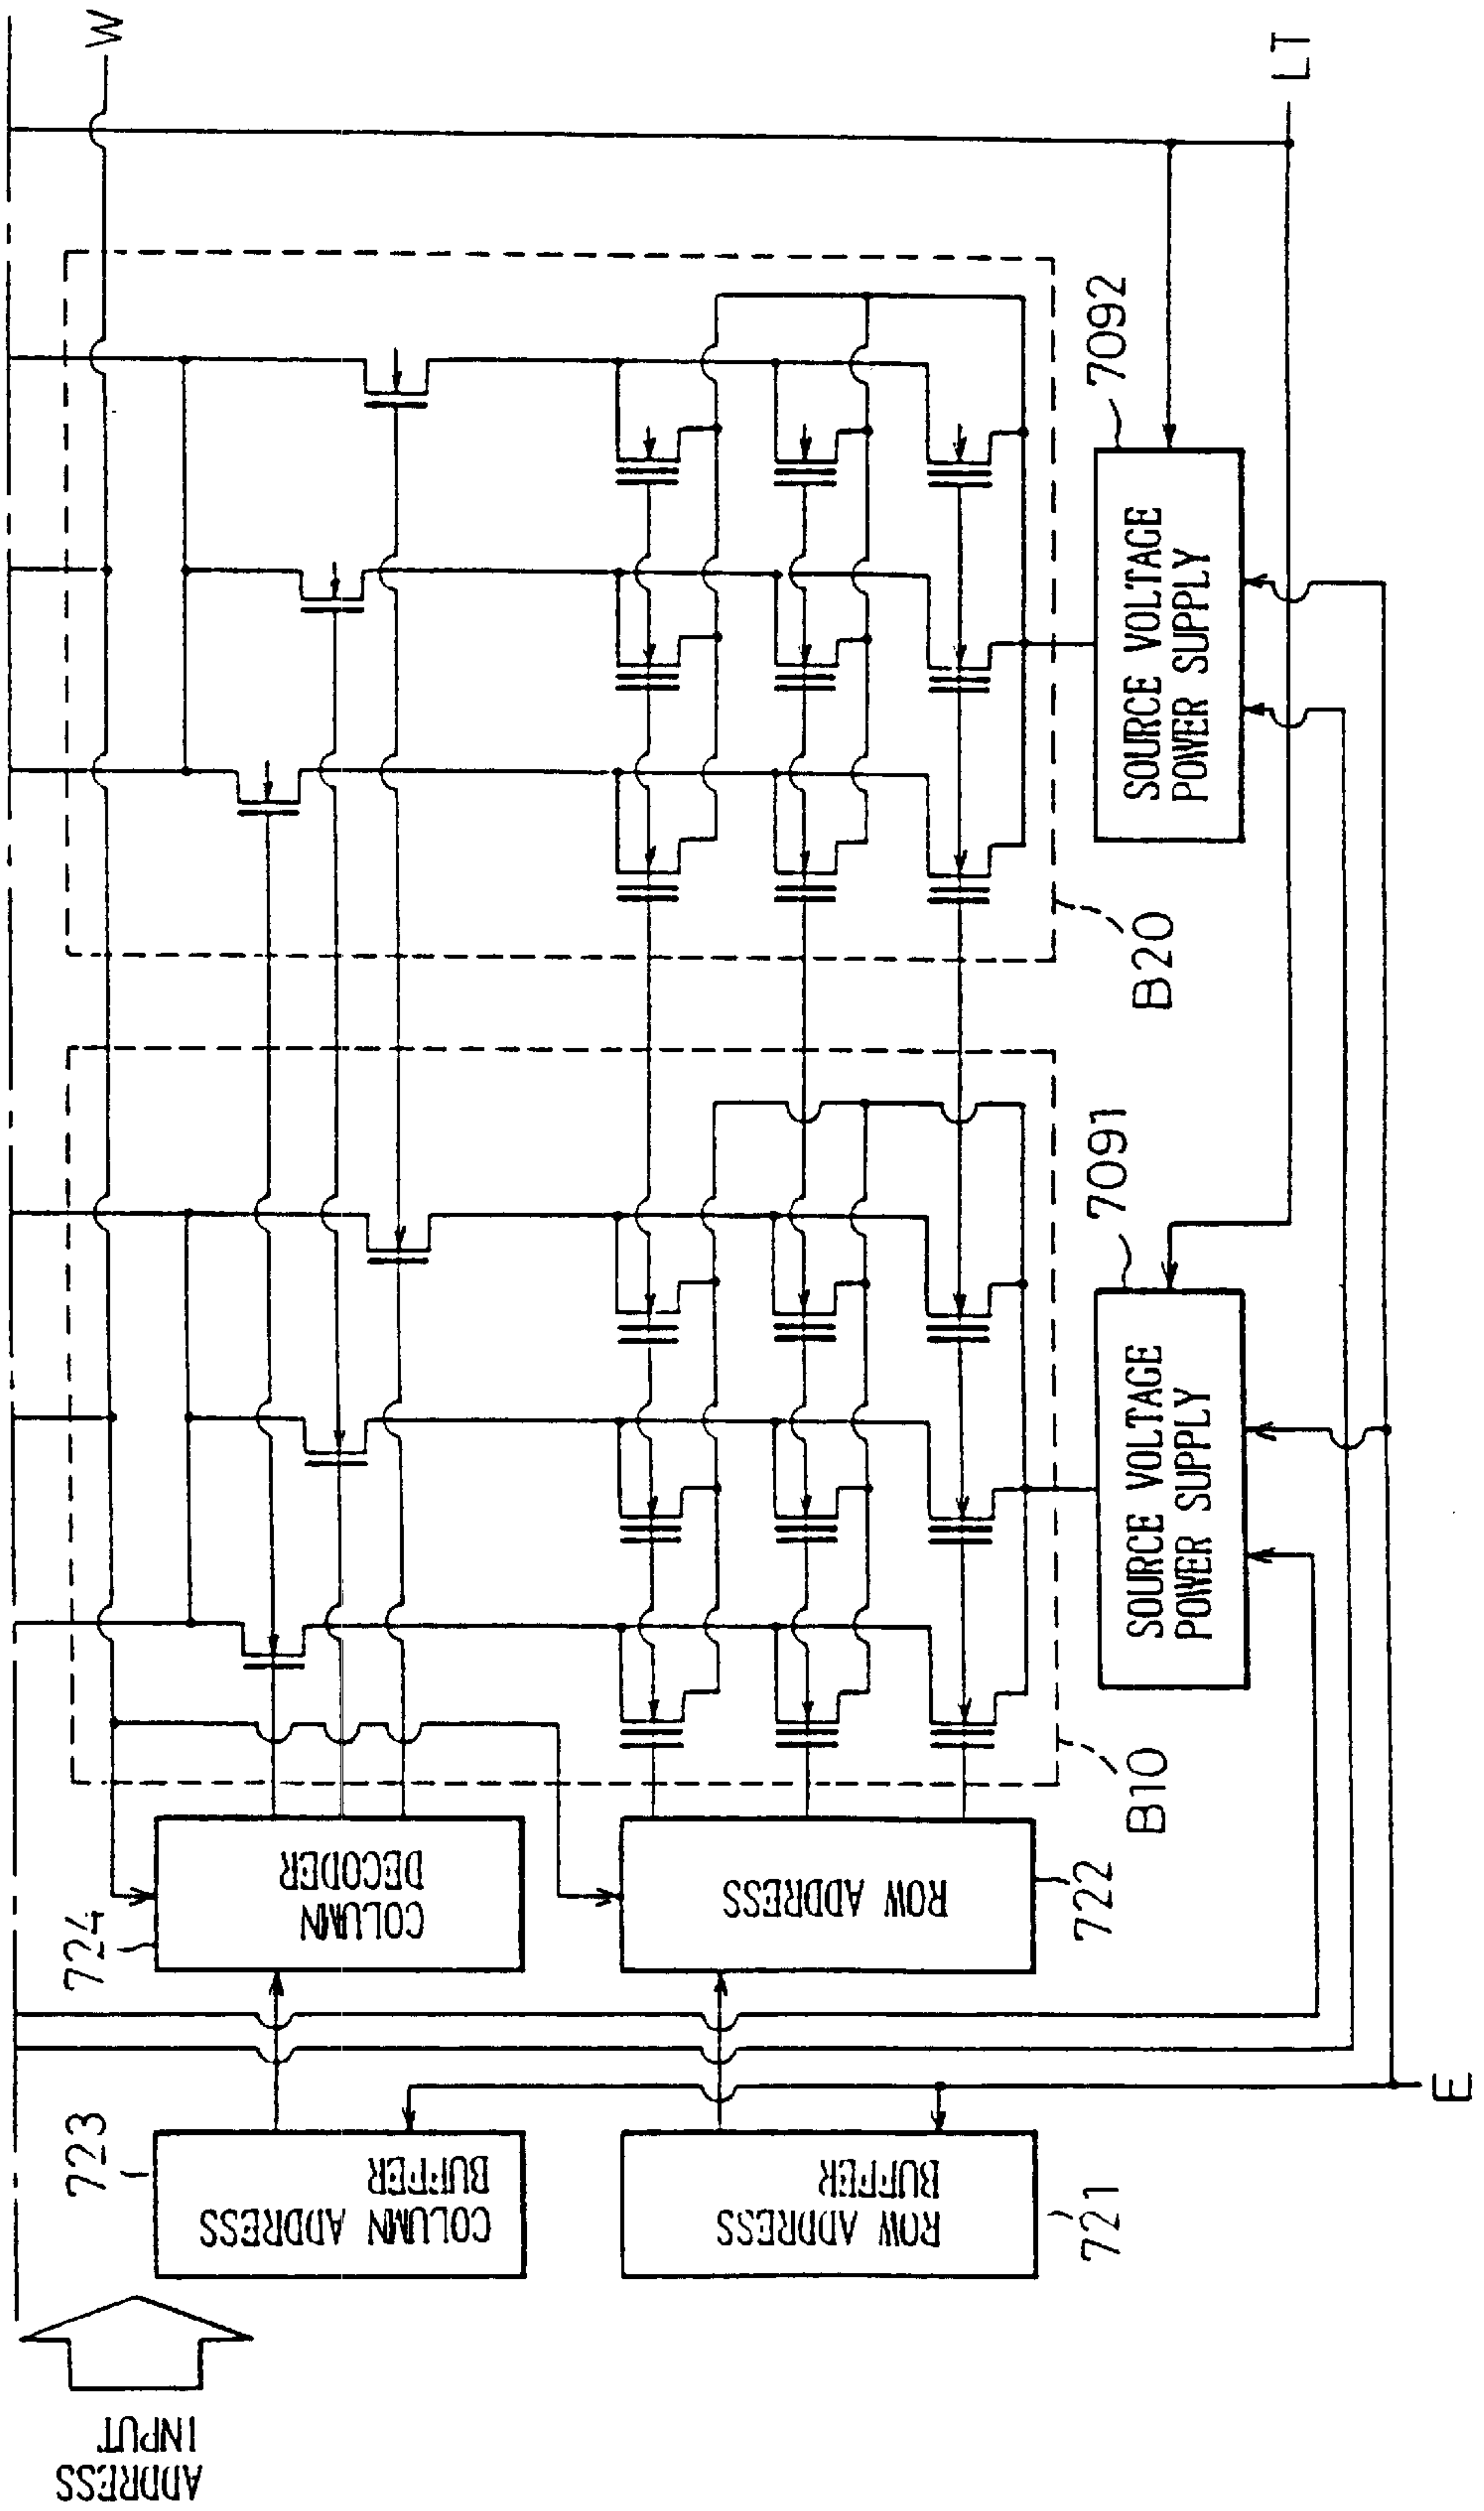 ADDRESS
INPUT
723
COLUMN ADDRESS
BUFFER
721
ROW ADDRESS
BUFFER
E
724
COLUMN
DECODER
722
ROW ADDRESS
B10
7091
SOURCE VOLTAGE
POWER SUPPLY
B20
7092
SOURCE VOLTAGE
POWER SUPPLY
W
LT